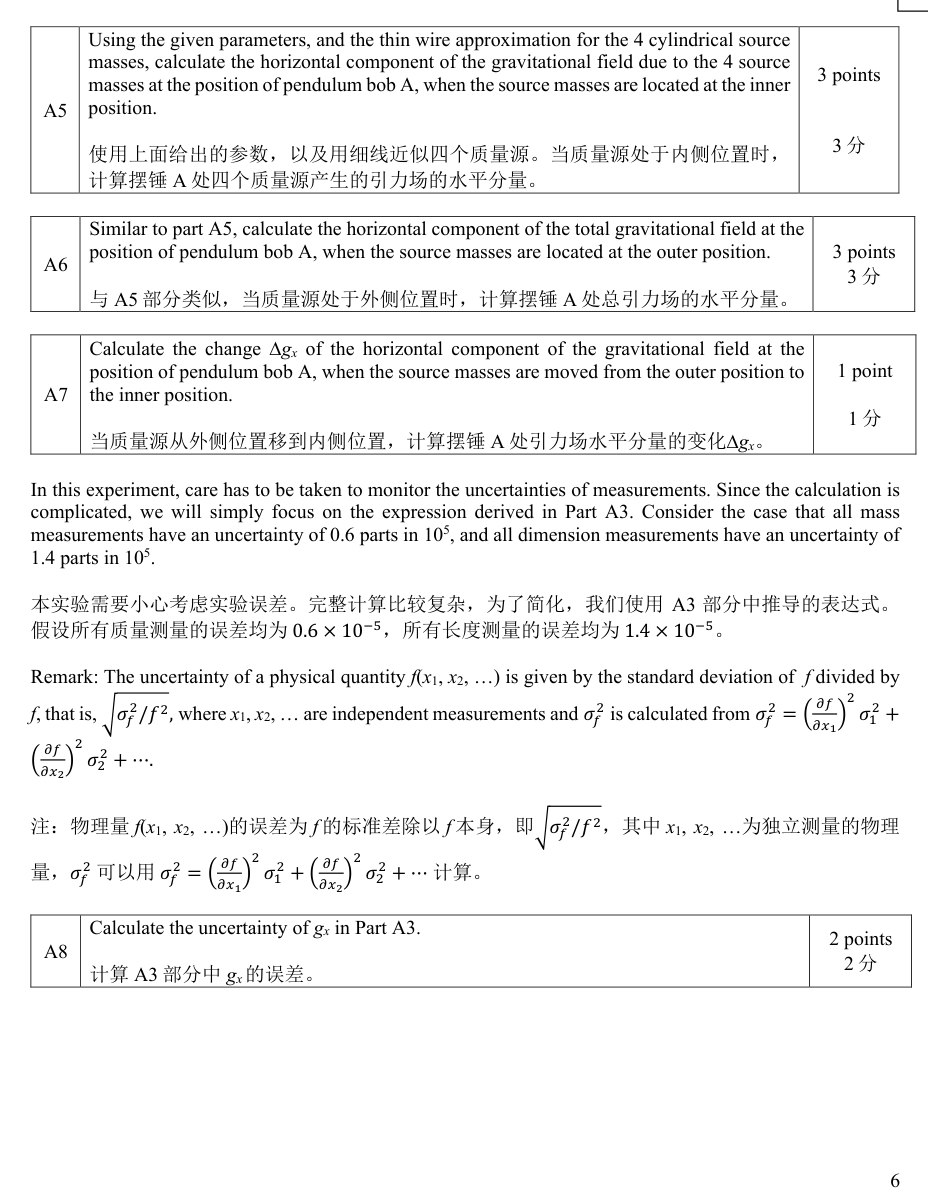 A5
Using the given parameters, and the thin wire approximation for the 4 cylindrical source
masses, calculate the horizontal component of the gravitational field due to the 4 source
masses at the position of pendulum bob A, when the source masses are located at the inner
position.
使用上面给出的参数，以及用细线近似四个质量源。当质量源处于内侧位置时，
计算摆锤 A 处四个质量源产生的引力场的水平分量。
3 points
3 分
A6
Similar to part A5, calculate the horizontal component of the total gravitational field at the
position of pendulum bob A, when the source masses are located at the outer position.
与 A5 部分类似，当质量源处于外侧位置时，计算摆锤 A 处总引力场的水平分量。
3 points
3 分
A7
Calculate the change Δgₓ of the horizontal component of the gravitational field at the
position of pendulum bob A, when the source masses are moved from the outer position to
the inner position.
当质量源从外侧位置移到内侧位置，计算摆锤 A 处引力场水平分量的变化Δgₓ。
1 point
1 分
In this experiment, care has to be taken to monitor the uncertainties of measurements. Since the calculation is
complicated, we will simply focus on the expression derived in Part A3. Consider the case that all mass
measurements have an uncertainty of 0.6 parts in 10⁵, and all dimension measurements have an uncertainty of
1.4 parts in 10⁵.
本实验需要小心考虑实验误差。完整计算比较复杂，为了简化，我们使用 A3 部分中推导的表达式。
假设所有质量测量的误差均为 0.6 × 10⁻⁵，所有长度测量的误差均为 1.4 × 10⁻⁵。
Remark: The uncertainty of a physical quantity f(x₁, x₂, …) is given by the standard deviation of f divided by
f, that is, √(σ_f²/f²), where x₁, x₂, … are independent measurements and σ_f² is calculated from σ_f² = (∂f/∂x₁)² σ₁² +
(∂f/∂x₂)² σ₂² + ⋯.
注：物理量 f(x₁, x₂, …)的误差为 f 的标准差除以 f 本身，即 √(σ_f²/f²)，其中 x₁, x₂, …为独立测量的物理
量，σ_f² 可以用 σ_f² = (∂f/∂x₁)² σ₁² + (∂f/∂x₂)² σ₂² + ⋯ 计算。
A8
Calculate the uncertainty of gₓ in Part A3.
计算 A3 部分中 gₓ 的误差。
2 points
2 分
6